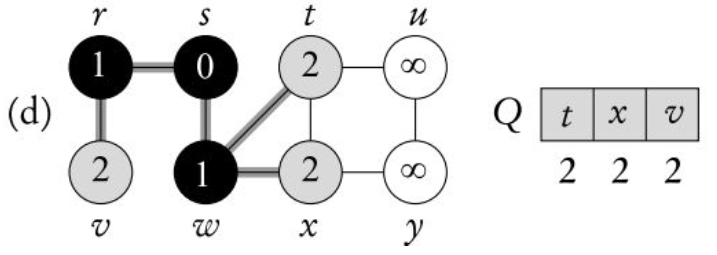 r s t u
1 0 2 ∞
(d) Q t x v
2 1 2 ∞ 2 2 2
v w x y